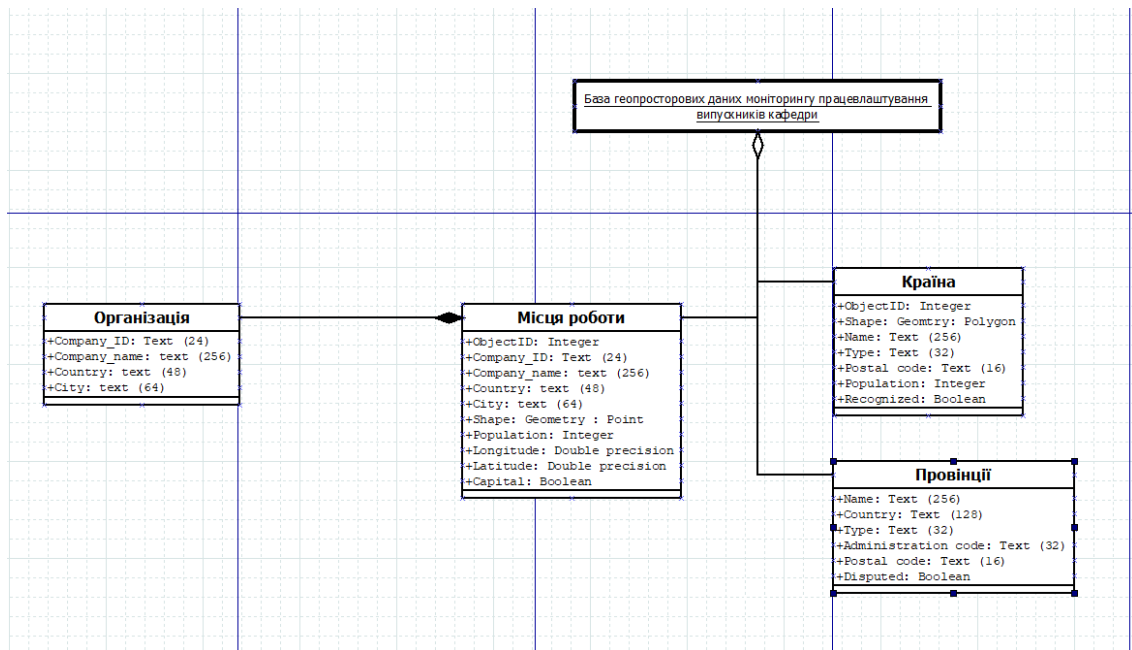 База геопросторових даних моніторингу працевлаштування
випускників кафедри
Організація
+Company_ID: Text (24)
+Company_name: text (256)
+Country: text (48)
+City: text (64)
Місця роботи
+ObjectID: Integer
+Company_ID: Text (24)
+Company_name: text (256)
+Country: text (48)
+City: text (64)
+Shape: Geometry : Point
+Population: Integer
+Longitude: Double precision
+Latitude: Double precision
+Capital: Boolean
Країна
+ObjectID: Integer
+Shape: Geomtry: Polygon
+Name: Text (256)
+Type: Text (32)
+Postal code: Text (16)
+Population: Integer
+Recognized: Boolean
Провінції
+Name: Text (256)
+Country: Text (128)
+Type: Text (32)
+Administration code: Text (32)
+Postal code: Text (16)
+Disputed: Boolean